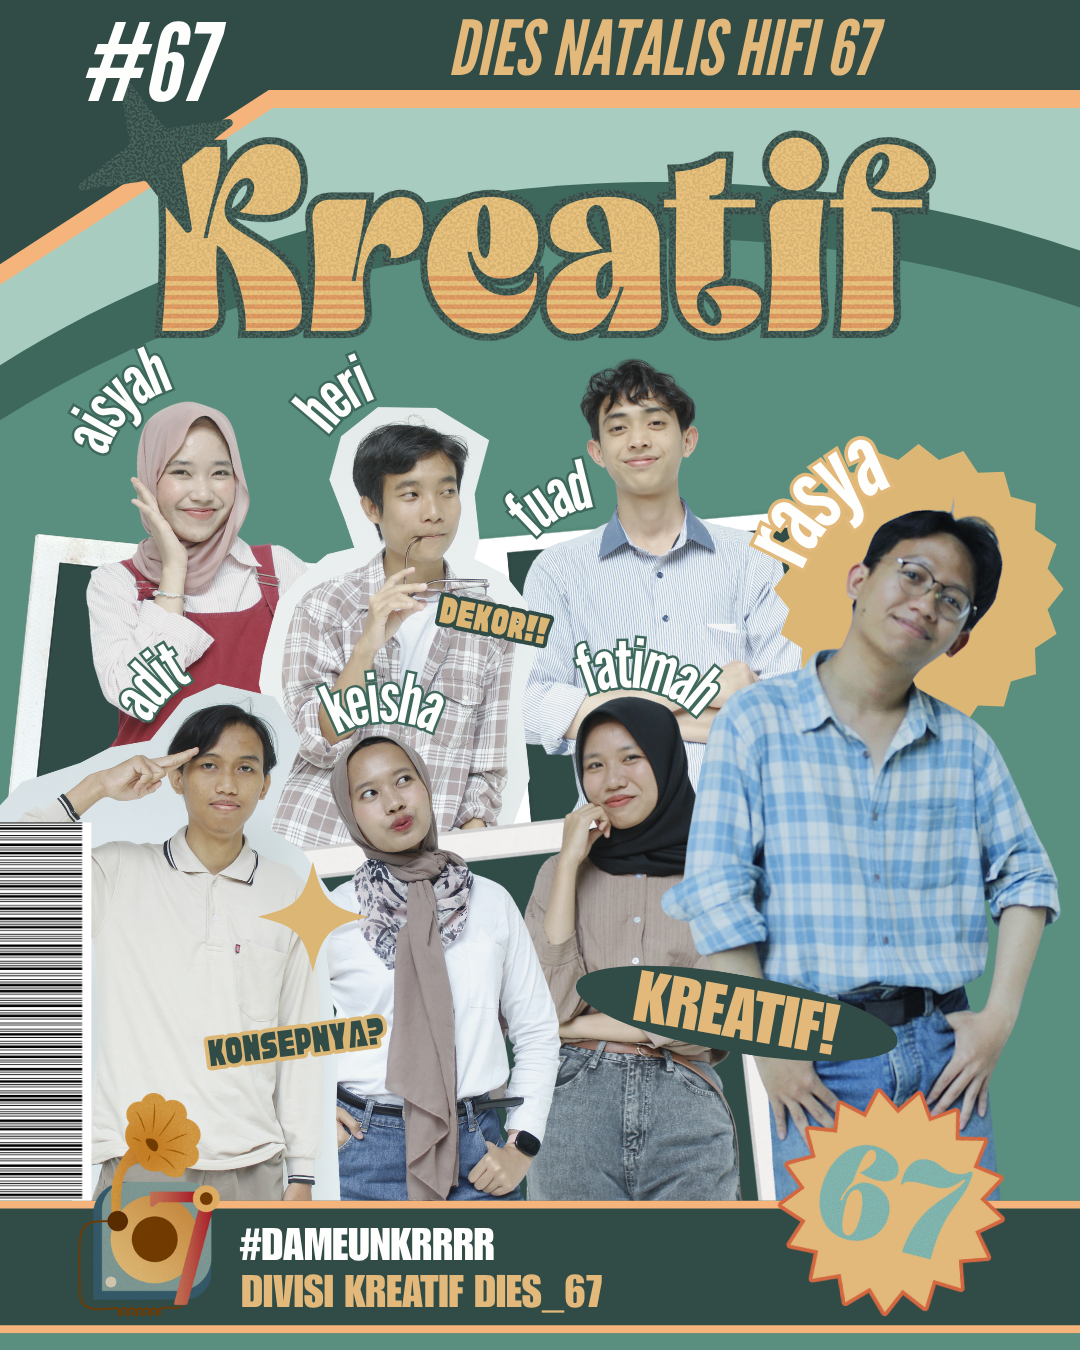 #67
DIES NATALIS HIFI 67
Kreatif
aisyah
heri
fuad
rasya
DEKOR!!
adit
keisha
fatimah
KONSEPNYA?
KREATIF!
67
#DAMEUNKRRRR
DIVISI KREATIF DIES_67